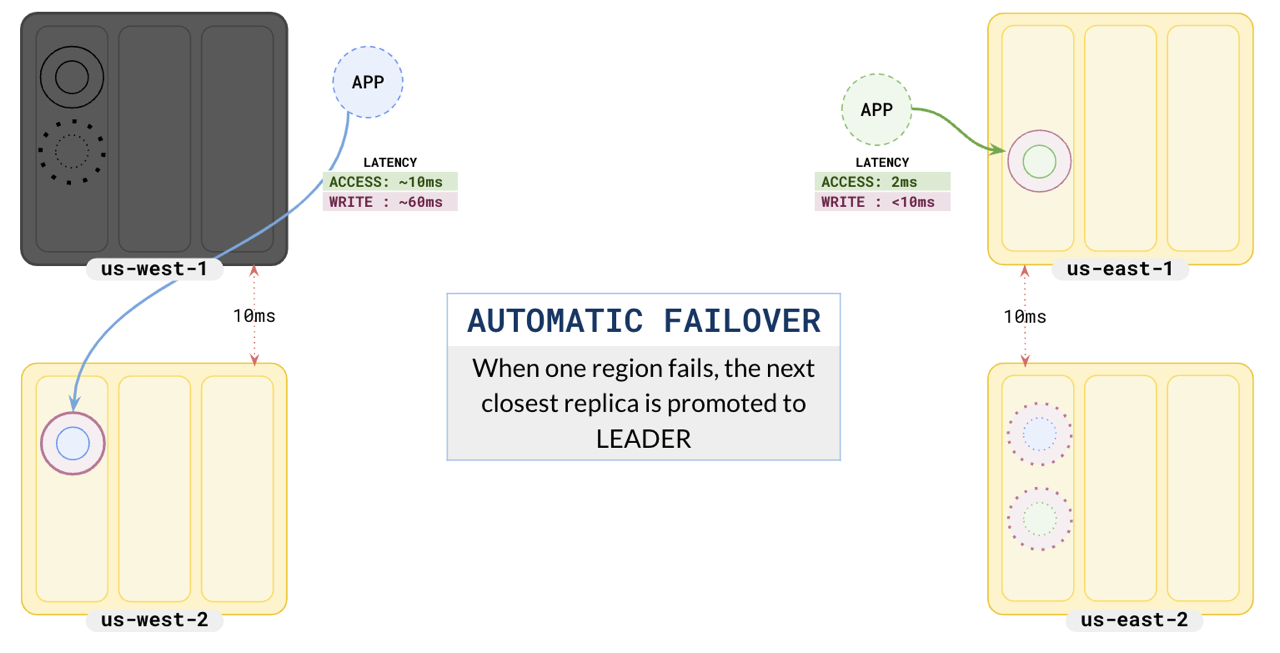 APP
LATENCY
ACCESS: ~10ms
WRITE : ~60ms
us-west-1
10ms
us-west-2
AUTOMATIC FAILOVER
When one region fails, the next
closest replica is promoted to
LEADER
APP
LATENCY
ACCESS: 2ms
WRITE : <10ms
us-east-1
10ms
us-east-2